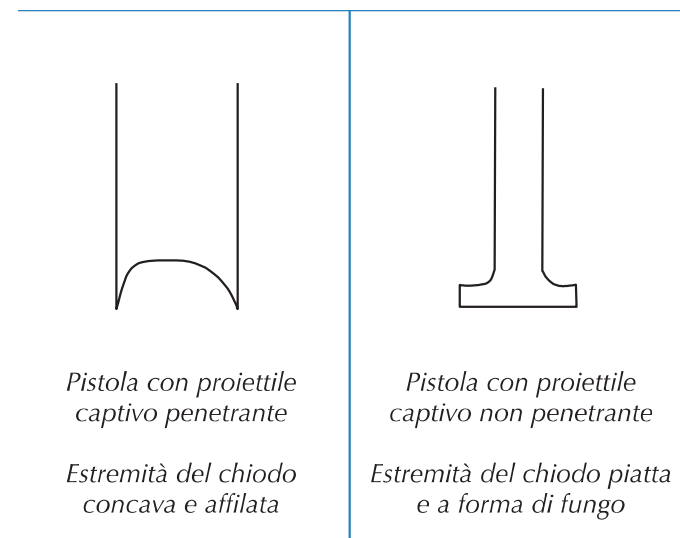 Pistola con proiettile
captivo penetrante
Estremità del chiodo
concava e affilata
Pistola con proiettile
captivo non penetrante
Estremità del chiodo piatta
e a forma di fungo